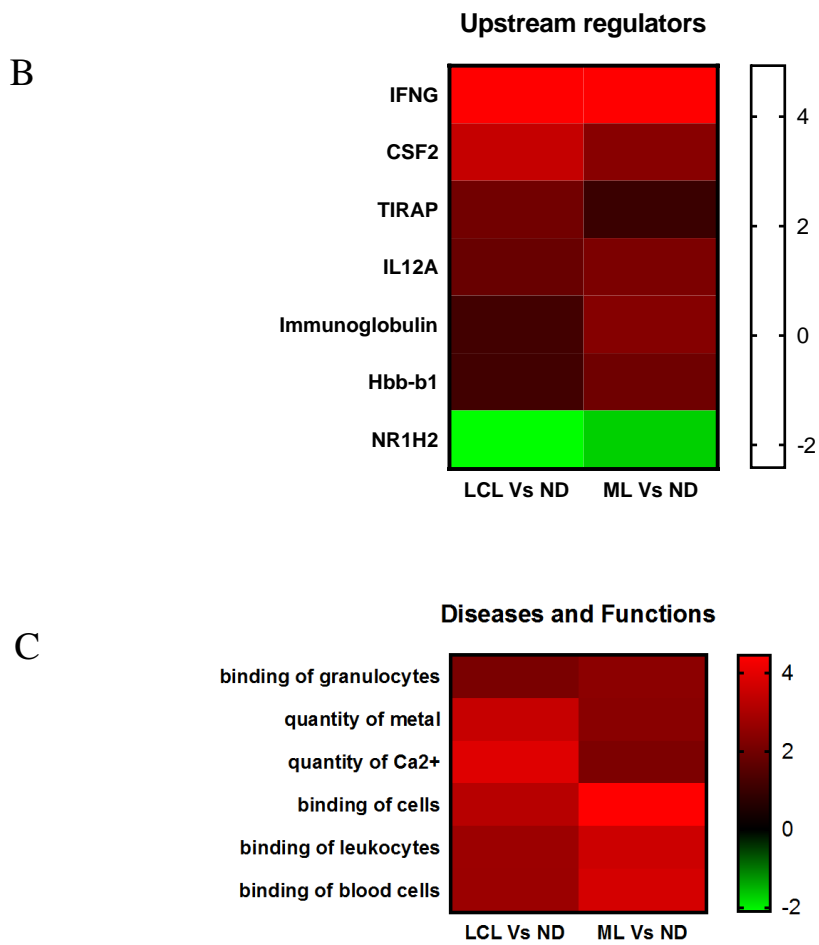 Upstream regulators
B
IFNG
CSF2
TIRAP
IL12A
Immunoglobulin
Hbb-b1
NR1H2
4
2
0
-2
LCL Vs ND ML Vs ND
Diseases and Functions
C
binding of granulocytes
quantity of metal
quantity of Ca2+
binding of cells
binding of leukocytes
binding of blood cells
4
2
0
-2
LCL Vs ND ML Vs ND